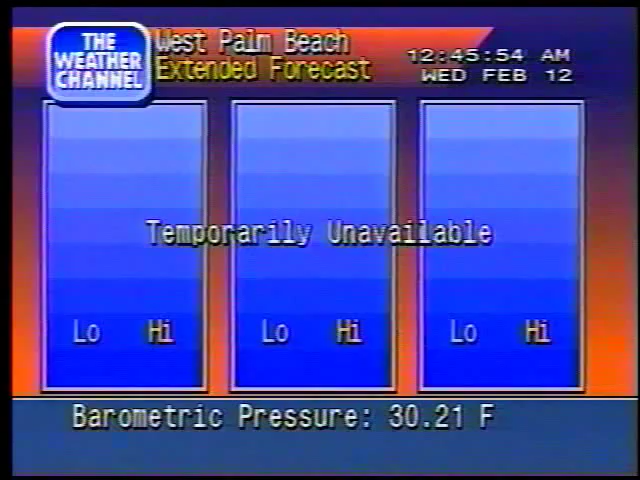 THE
WEATHER
CHANNEL
West Palm Beach
Extended Forecast
12:45:54 AM
WED FEB 12
Temporarily Unavailable
Lo Hi Lo Hi Lo Hi
Barometric Pressure: 30.21 F